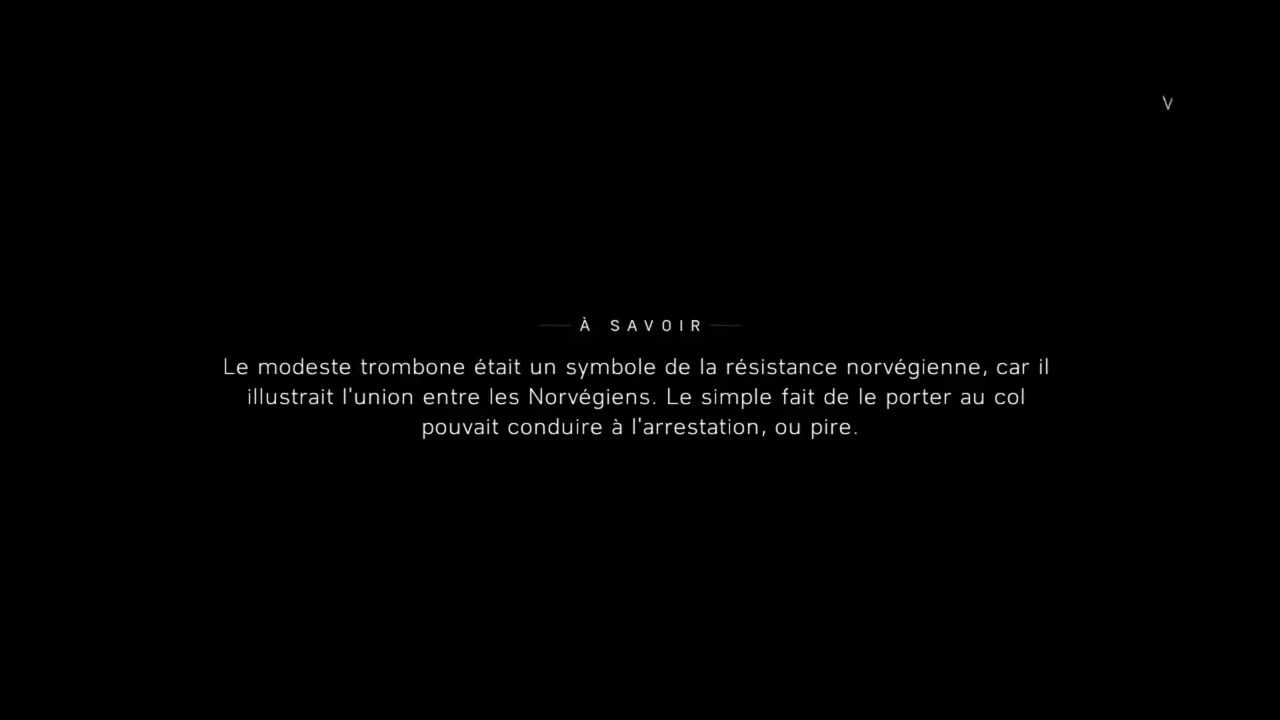 V
À SAVOIR
Le modeste trombone était un symbole de la résistance norvégienne, car il
illustrait l'union entre les Norvégiens. Le simple fait de le porter au col
pouvait conduire à l'arrestation, ou pire.